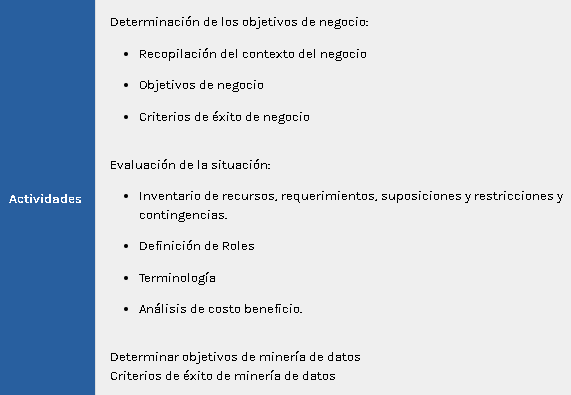 Actividades
Determinación de los objetivos de negocio:
• Recopilación del contexto del negocio
• Objetivos de negocio
• Criterios de éxito de negocio
Evaluación de la situación:
• Inventario de recursos, requerimientos, suposiciones y restricciones y
contingencias.
• Definición de Roles
• Terminología
• Análisis de costo beneficio.
Determinar objetivos de minería de datos
Criterios de éxito de minería de datos